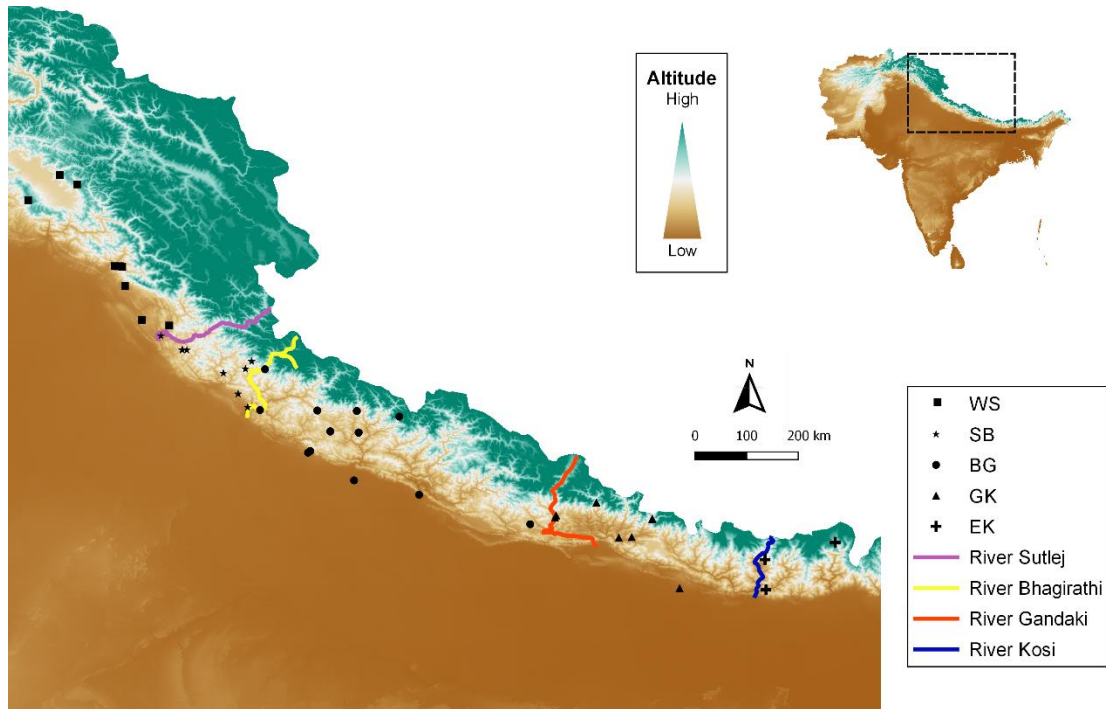 Altitude
High
Low
N
0 100 200 km
WS
SB
BG
GK
EK
River Sutlej
River Bhagirathi
River Gandaki
River Kosi